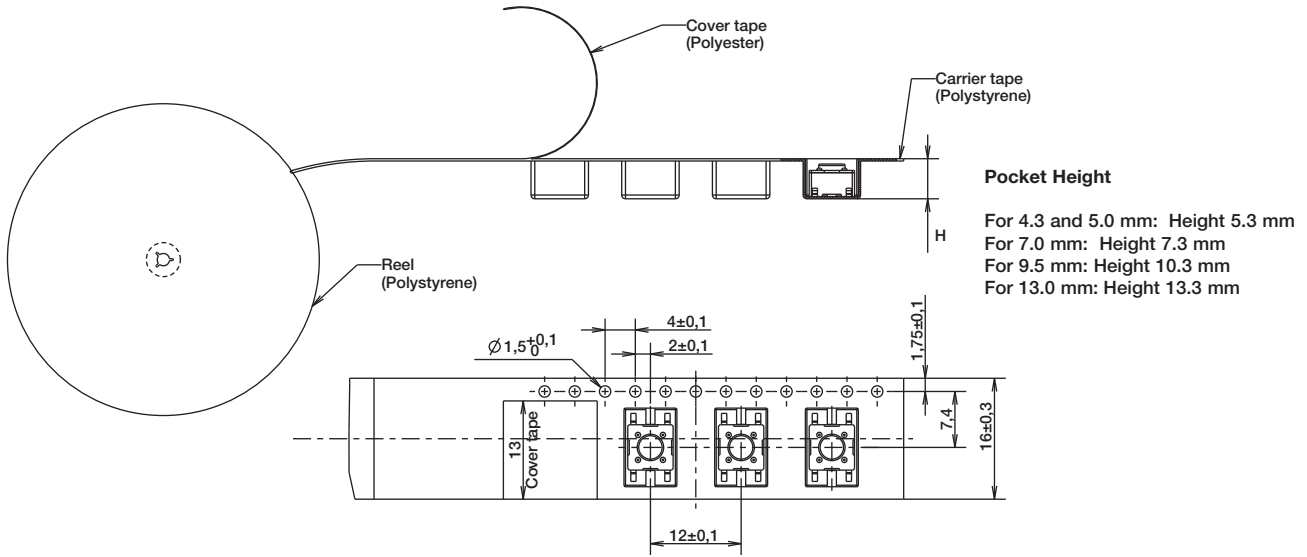 Cover tape
(Polyester)
Carrier tape
(Polystyrene)
Pocket Height
For 4.3 and 5.0 mm: Height 5.3 mm
For 7.0 mm: Height 7.3 mm
For 9.5 mm: Height 10.3 mm
For 13.0 mm: Height 13.3 mm
H
Reel
(Polystyrene)
4±0,1
2±0,1
Ø1,5+0,1 0
1,75±0,1
7,4
16±0,3
13
Cover tape
12±0,1